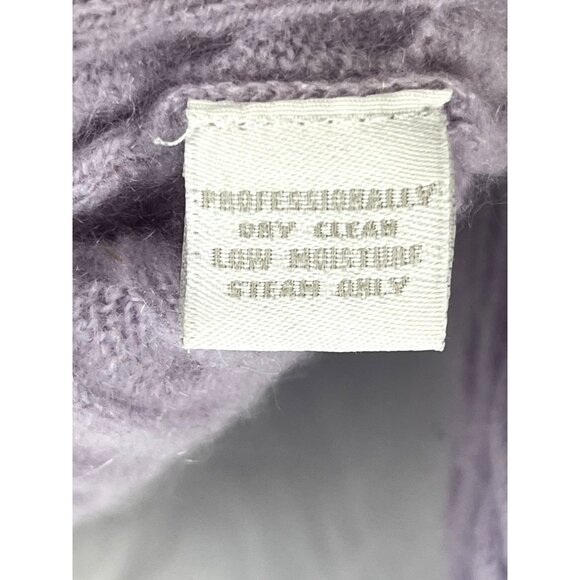 PROFESSIONALLY
DRY CLEAN
LOW MOISTURE
STEAM ONLY